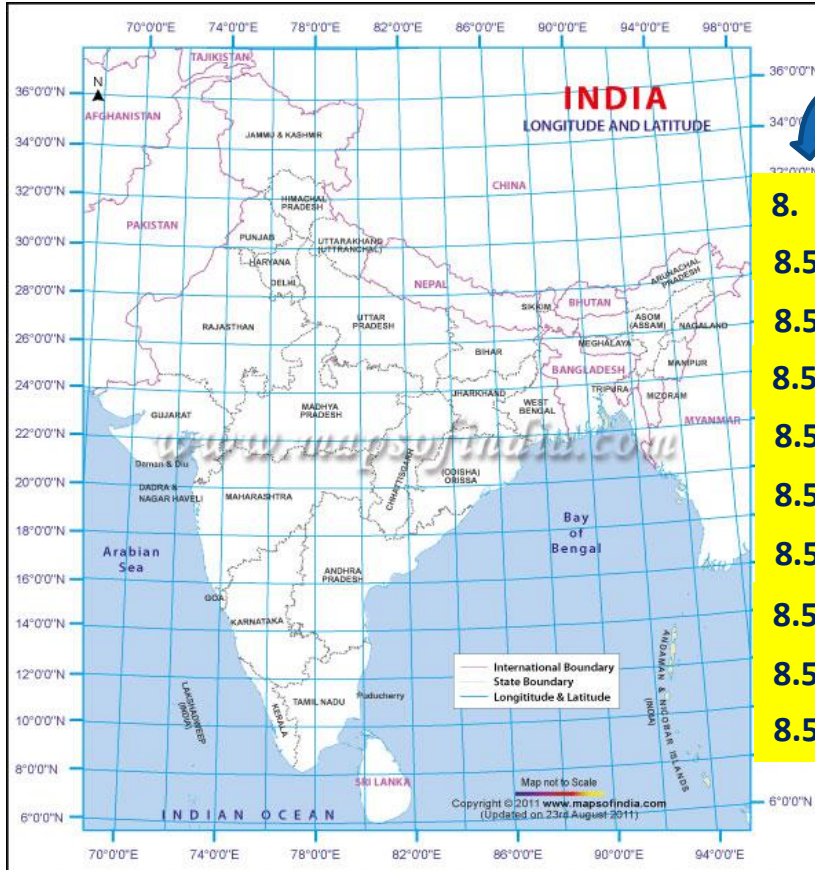 70°0'0"E 74°0'0"E 78°0'0"E 82°0'0"E 86°0'0"E 90°0'0"E 94°0'0"E 98°0'0"E
TAJIKISTAN
N
36°0'0"N
36°0'0"N
INDIA
AFGHANISTAN
LONGITUDE AND LATITUDE
34°0'0"N
34°0'0"N
JAMMU & KASHMIR
32°0'0"N
32°0'0"N
CHINA
HIMACHAL
PRADESH
8.
PAKISTAN
PUNJAB
UTTARAKHAND
(UTTRANCHAL)
30°0'0"N
HARYANA
8.5
DELHI
NEPAL
ARUNACHAL
PRADESH
28°0'0"N
SIKKIM
BHUTAN
RAJASTHAN
UTTAR
PRADESH
ASOM
(ASSAM)
NAGALAND
8.5
26°0'0"N
MEGHALAYA
BIHAR
MANIPUR
BANGLADESH
8.5
24°0'0"N
JHARKHAND
TRIPURA
MIZORAM
GUJARAT
MADHYA
PRADESH
WEST
BENGAL
MYANMAR
22°0'0"N
www.mapsofindia.com
8.5
Daman & Diu
CHHATTISGARH
(ODISHA)
ORISSA
20°0'0"N
DADRA &
NAGAR HAVELI
MAHARASHTRA
8.5
18°0'0"N
Bay
of
Bengal
Arabian
Sea
8.5
16°0'0"N
ANDHRA
PRADESH
GOA
8.5
14°0'0"N
KARNATAKA
12°0'0"N
International Boundary
State Boundary
Longititude & Latitude
8.5
ANDAMAN & NICOBAR ISLANDS
(INDIA)
LAKSHADWEEP
(INDIA)
KERALA
TAMIL NADU
Puducherry
10°0'0"N
8.5
8°0'0"N
SRI LANKA
Map not to Scale
Copyright © 2011 www.mapsofindia.com
(Updated on 23rd August 2011)
6°0'0"N
6°0'0"N
INDIAN OCEAN
70°0'0"E 74°0'0"E 78°0'0"E 82°0'0"E 86°0'0"E 90°0'0"E 94°0'0"E